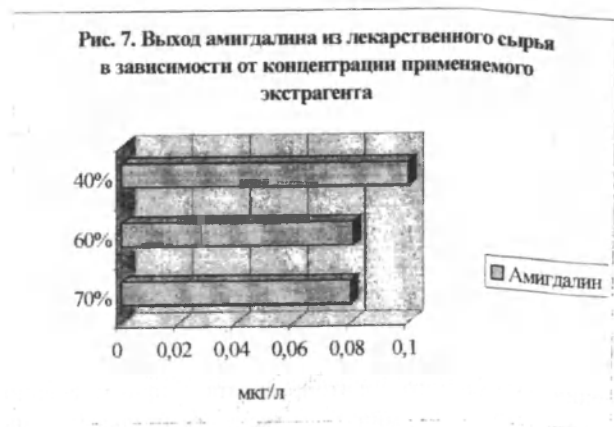 Рис. 7. Выход амигдалина из лекарственного сырья
в зависимости от концентрации применяемого
экстрагента
40%
60%
70%
0 0,02 0,04 0,06 0,08 0,1
мкг/л
Амигдалин